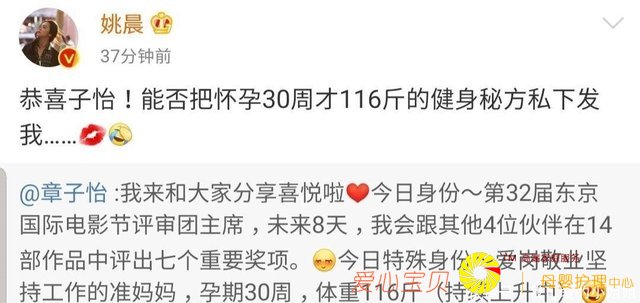 姚晨
37分钟前
恭喜子怡！能否把怀孕30周才116斤的健身秘方私下发
我……
@章子怡:我来和大家分享喜悦啦❤今日身份～第32届东京
国际电影节评审团主席，未来8天，我会跟其他4位伙伴在14
部作品中评出七个重要奖项。今日特殊身份～爱岗敬业坚
持工作的准妈妈，孕期30周，体重116斤（持续上升中）
爱心宝贝
母婴护理中心